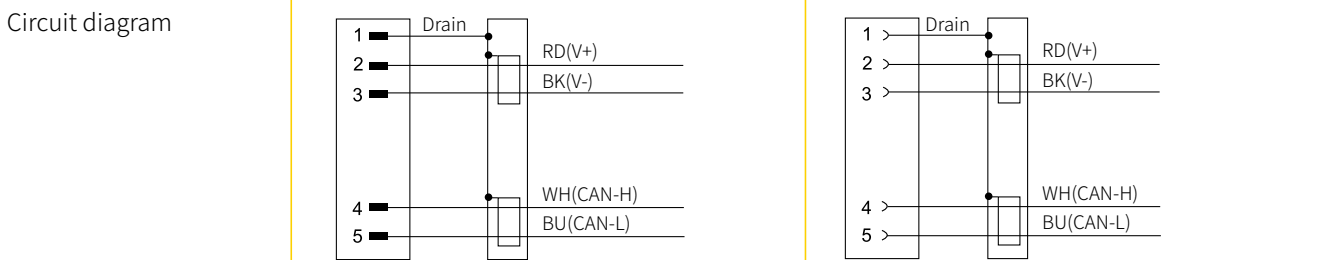 Circuit diagram
1 Drain
RD(V+)
2
BK(V-)
3
WH(CAN-H)
4
BU(CAN-L)
5
1 Drain
RD(V+)
2
BK(V-)
3
WH(CAN-H)
4
BU(CAN-L)
5